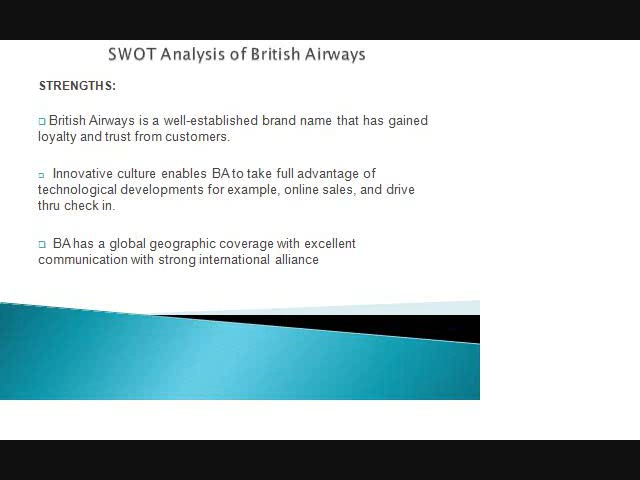 SWOT Analysis of British Airways
STRENGTHS:
British Airways is a well-established brand name that has gained
loyalty and trust from customers.
Innovative culture enables BA to take full advantage of
technological developments for example, online sales, and drive
thru check in.
BA has a global geographic coverage with excellent
communication with strong international alliance